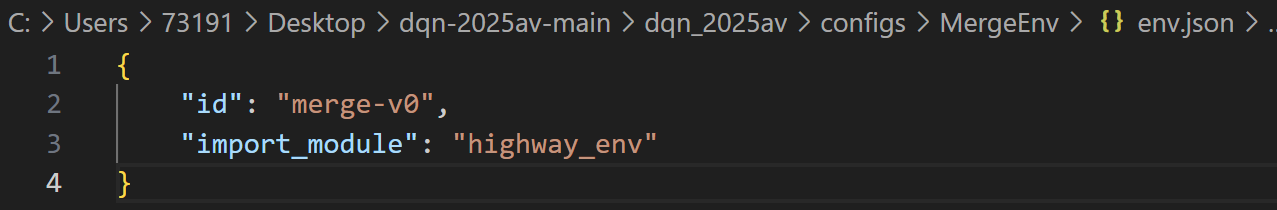 C: > Users > 73191 > Desktop > dqn-2025av-main > dqn_2025av > configs > MergeEnv > {} env.json > ...
1 {
2 "id": "merge-v0",
3 "import_module": "highway_env"
4 }